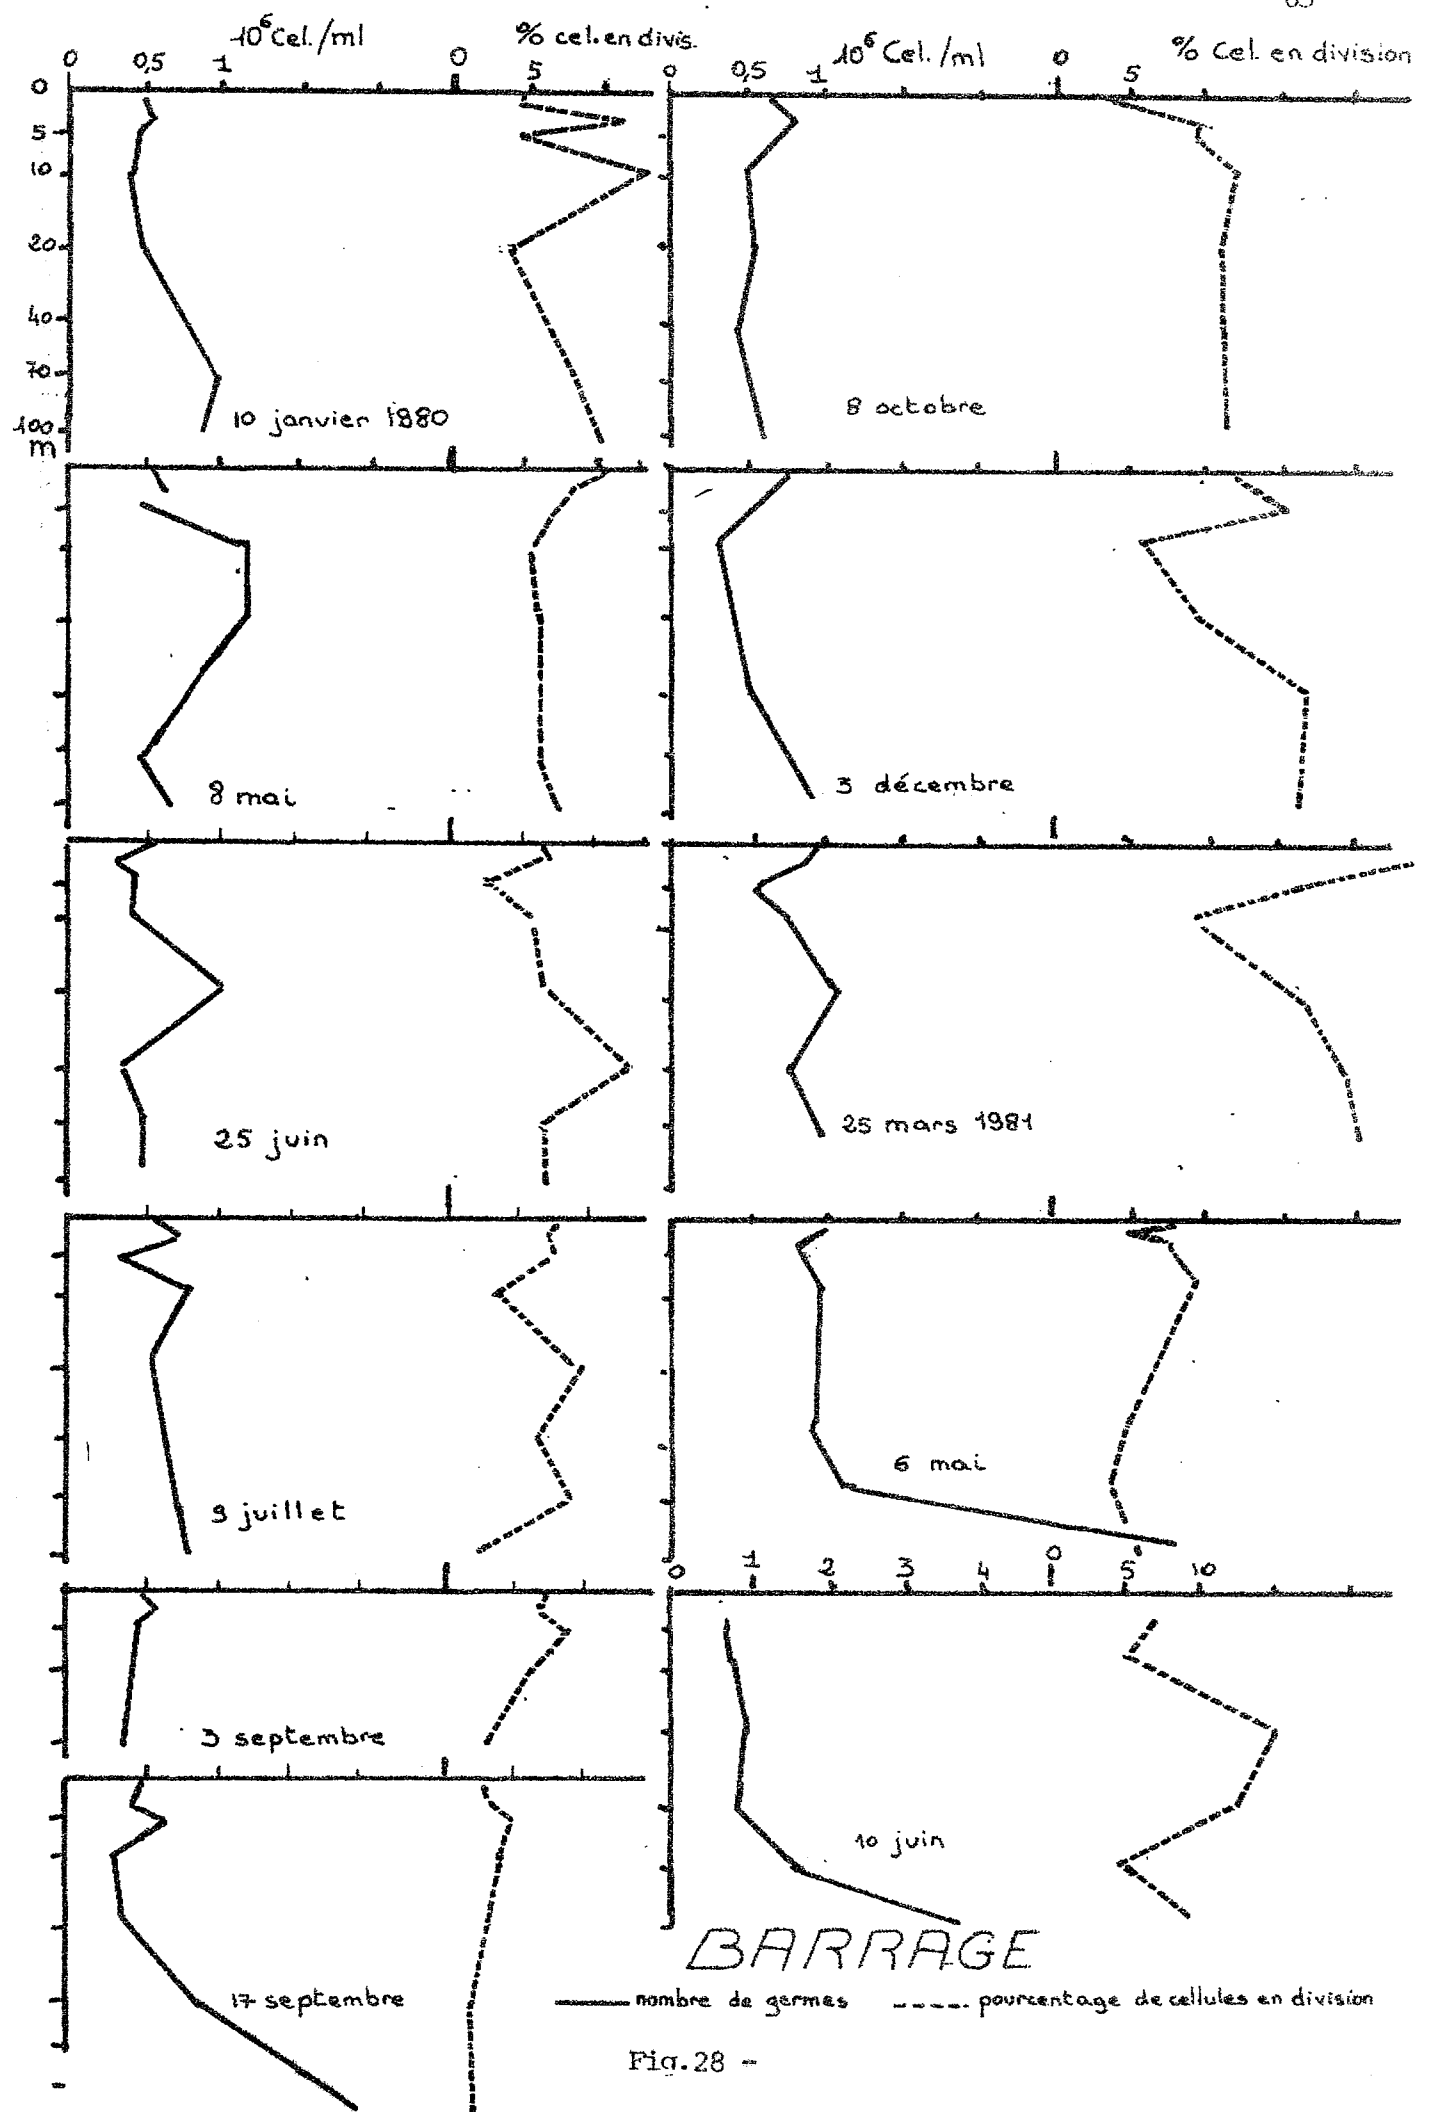 10⁶Cel./ml % cel.en divis. 10⁶ Cel./ml % Cel. en division
0 0,5 1 0 5 0 0,5 1 0 5
0
5
10
20
40
70
100
m
10 janvier 1980
8 octobre
8 mai
3 décembre
25 juin
25 mars 1981
9 juillet
6 mai
0 1 2 3 4 0 5 10
3 septembre
10 juin
17 septembre
BARRAGE
nombre de germes pourcentage de cellules en division
Fig.28 -